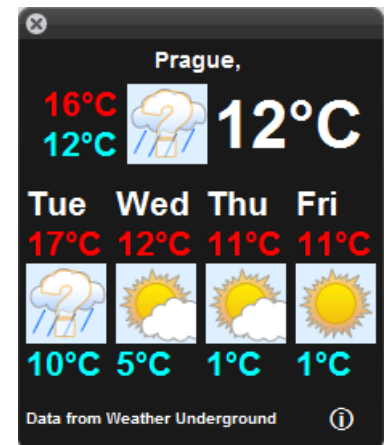 Prague,
16°C
12°C
12°C
Tue Wed Thu Fri
17°C 12°C 11°C 11°C
10°C 5°C 1°C 1°C
Data from Weather Underground